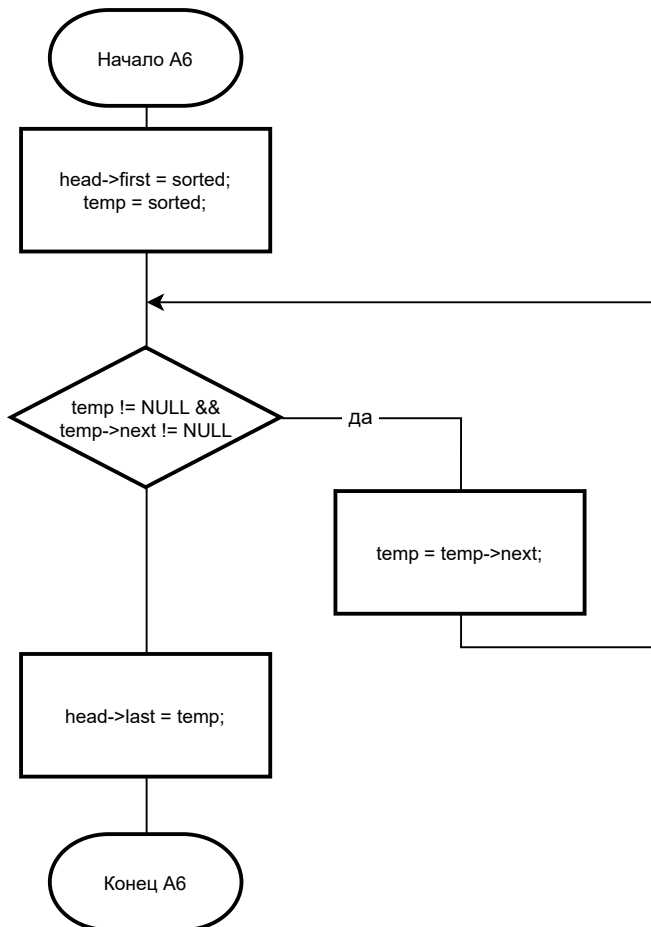 Начало А6
head->first = sorted;
temp = sorted;
temp != NULL &&
temp->next != NULL
да
temp = temp->next;
head->last = temp;
Конец А6